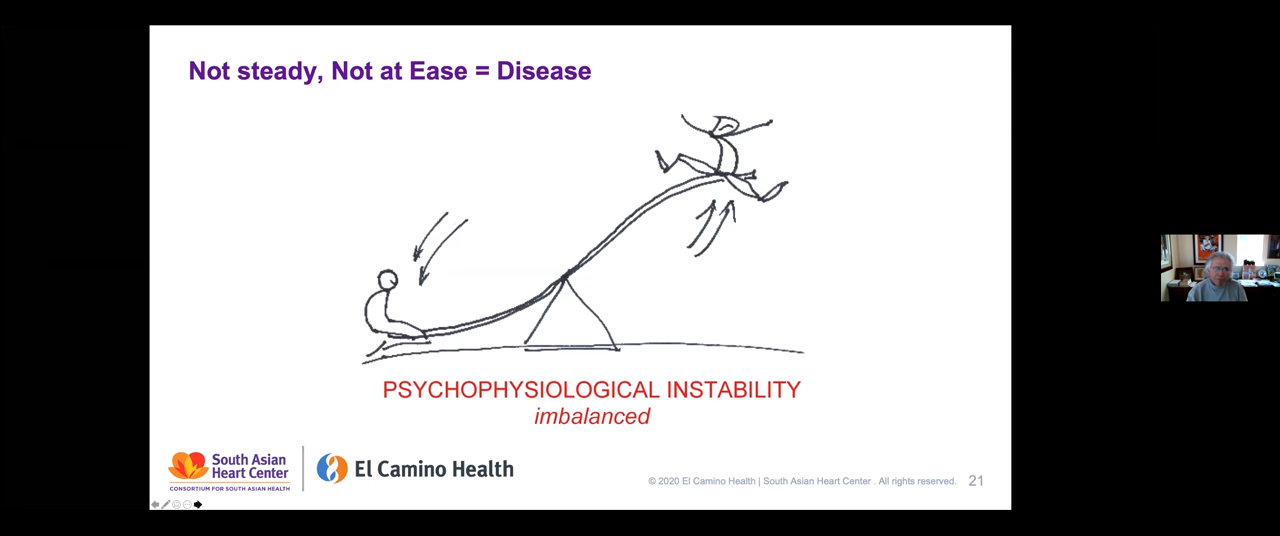 Not steady, Not at Ease = Disease
PSYCHOPHYSIOLOGICAL INSTABILITY
imbalanced
South Asian
Heart Center
CONSORTIUM FOR SOUTH ASIAN HEALTH
El Camino Health
© 2020 El Camino Health | South Asian Heart Center . All rights reserved.
21